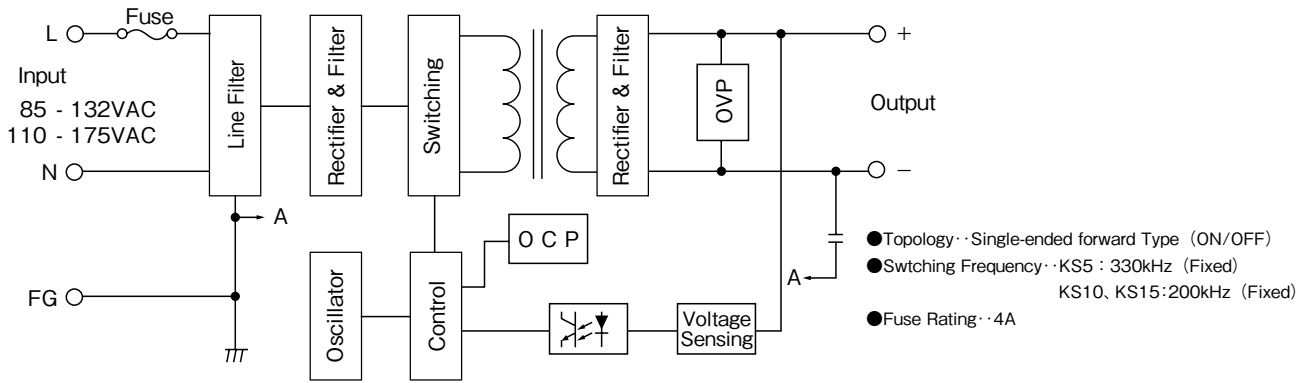 Fuse
L
Input
85 - 132VAC
110 - 175VAC
N
FG
A
Line Filter
Rectifier & Filter
Switching
Rectifier & Filter
OVP
+
Output
−
A
Oscillator
Control
O C P
Voltage
Sensing
●Topology‥Single-ended forward Type (ON/OFF)
●Swtching Frequency‥KS5 : 330kHz (Fixed)
KS10、KS15:200kHz (Fixed)
●Fuse Rating‥4A